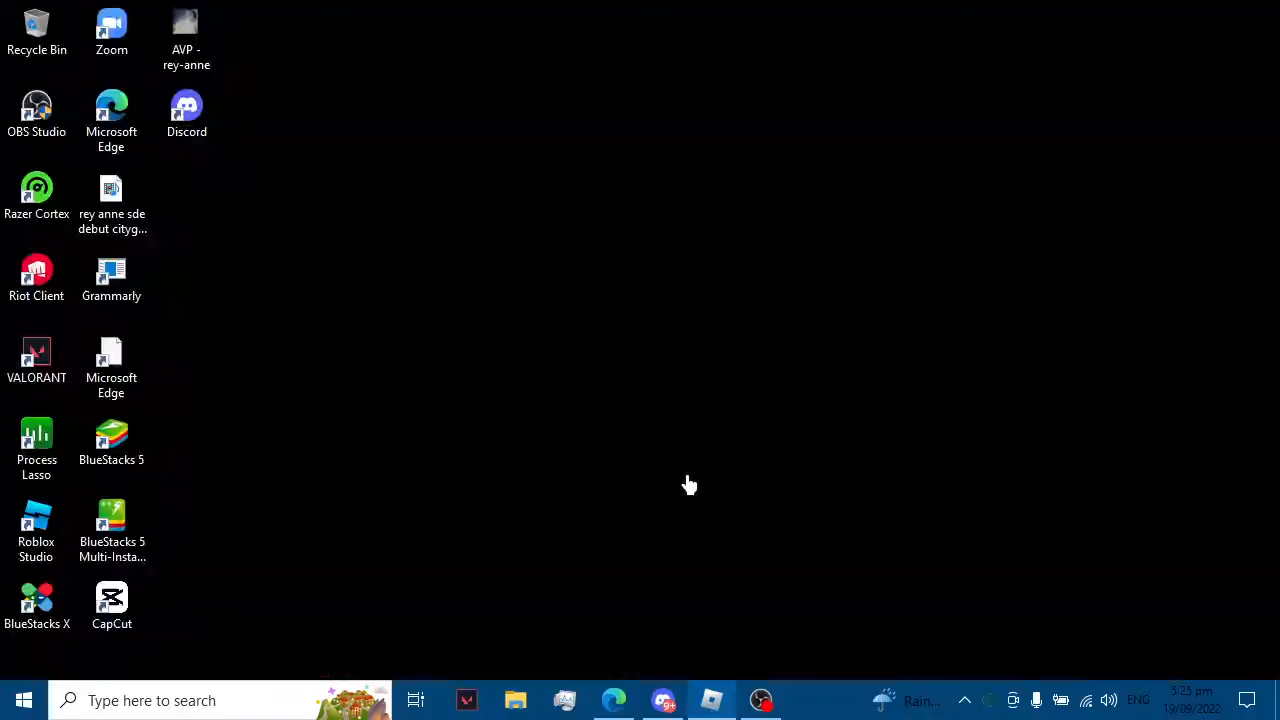 Recycle Bin
Zoom
AVP -
rey-anne
OBS Studio
Microsoft
Edge
Discord
Razer Cortex
rey anne sde
debut cityg...
Riot Client
Grammarly
VALORANT
Microsoft
Edge
Process
Lasso
BlueStacks 5
Roblox
Studio
BlueStacks 5
Multi-Insta...
BlueStacks X
CapCut
Type here to search
9+
Rain...
ENG
5:25 pm
19/09/2022